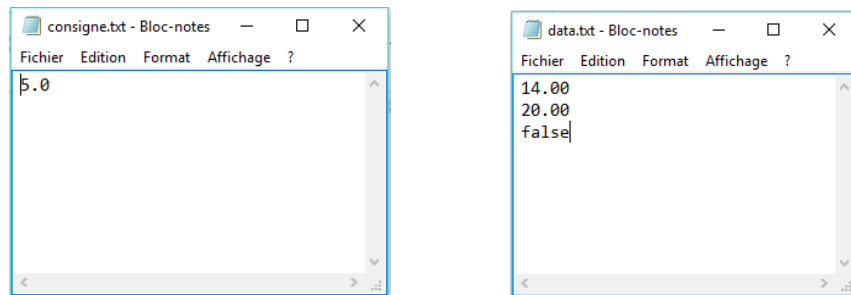 consigne.txt - Bloc-notes
Fichier Edition Format Affichage ?
5.0
data.txt - Bloc-notes
Fichier Edition Format Affichage ?
14.00
20.00
false